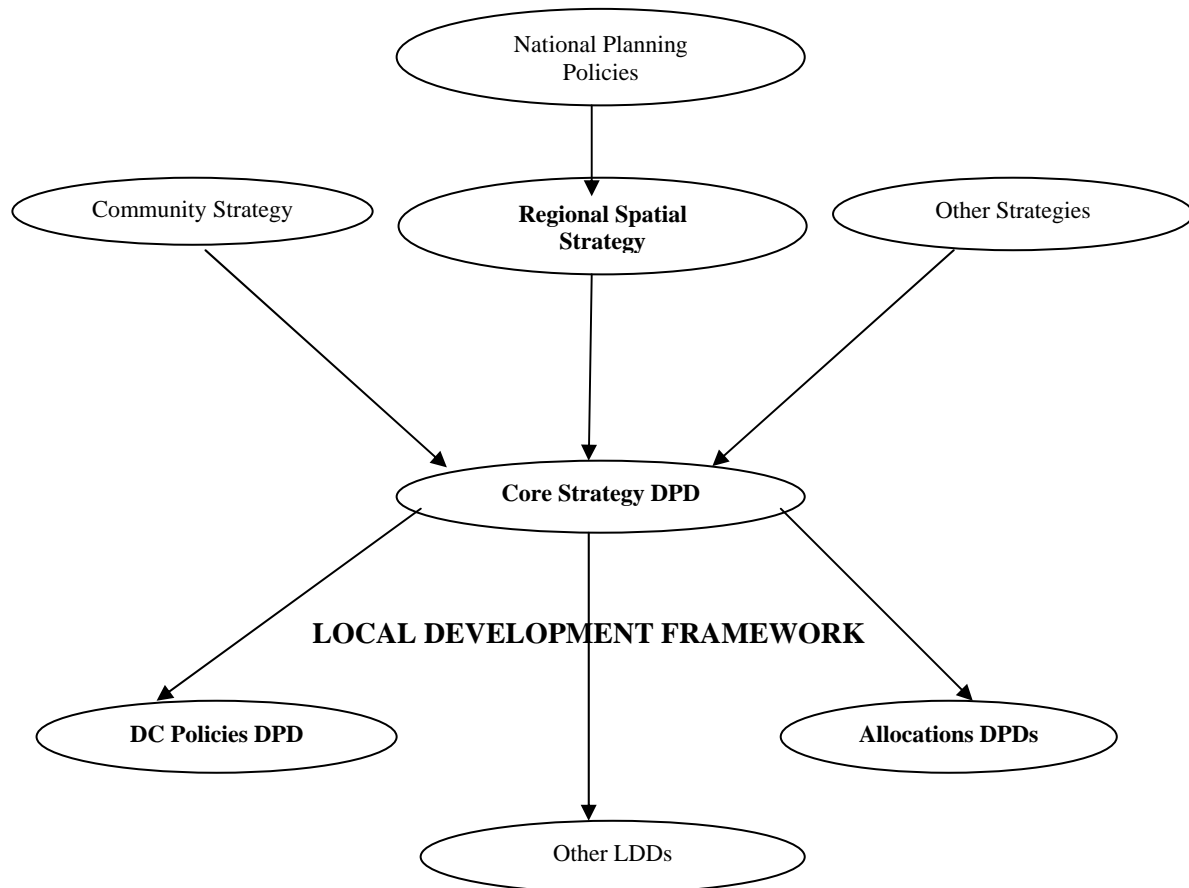 National Planning
Policies
Community Strategy
Regional Spatial
Strategy
Other Strategies
Core Strategy DPD
LOCAL DEVELOPMENT FRAMEWORK
DC Policies DPD
Allocations DPDs
Other LDDs